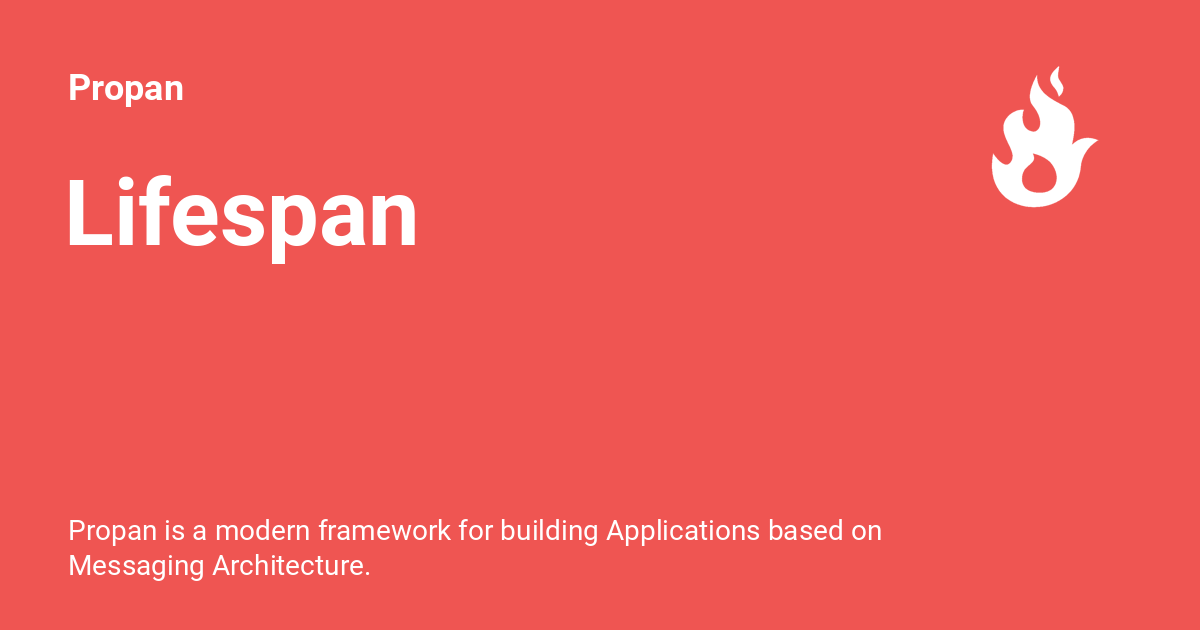 Propan
Lifespan
Propan is a modern framework for building Applications based on
Messaging Architecture.